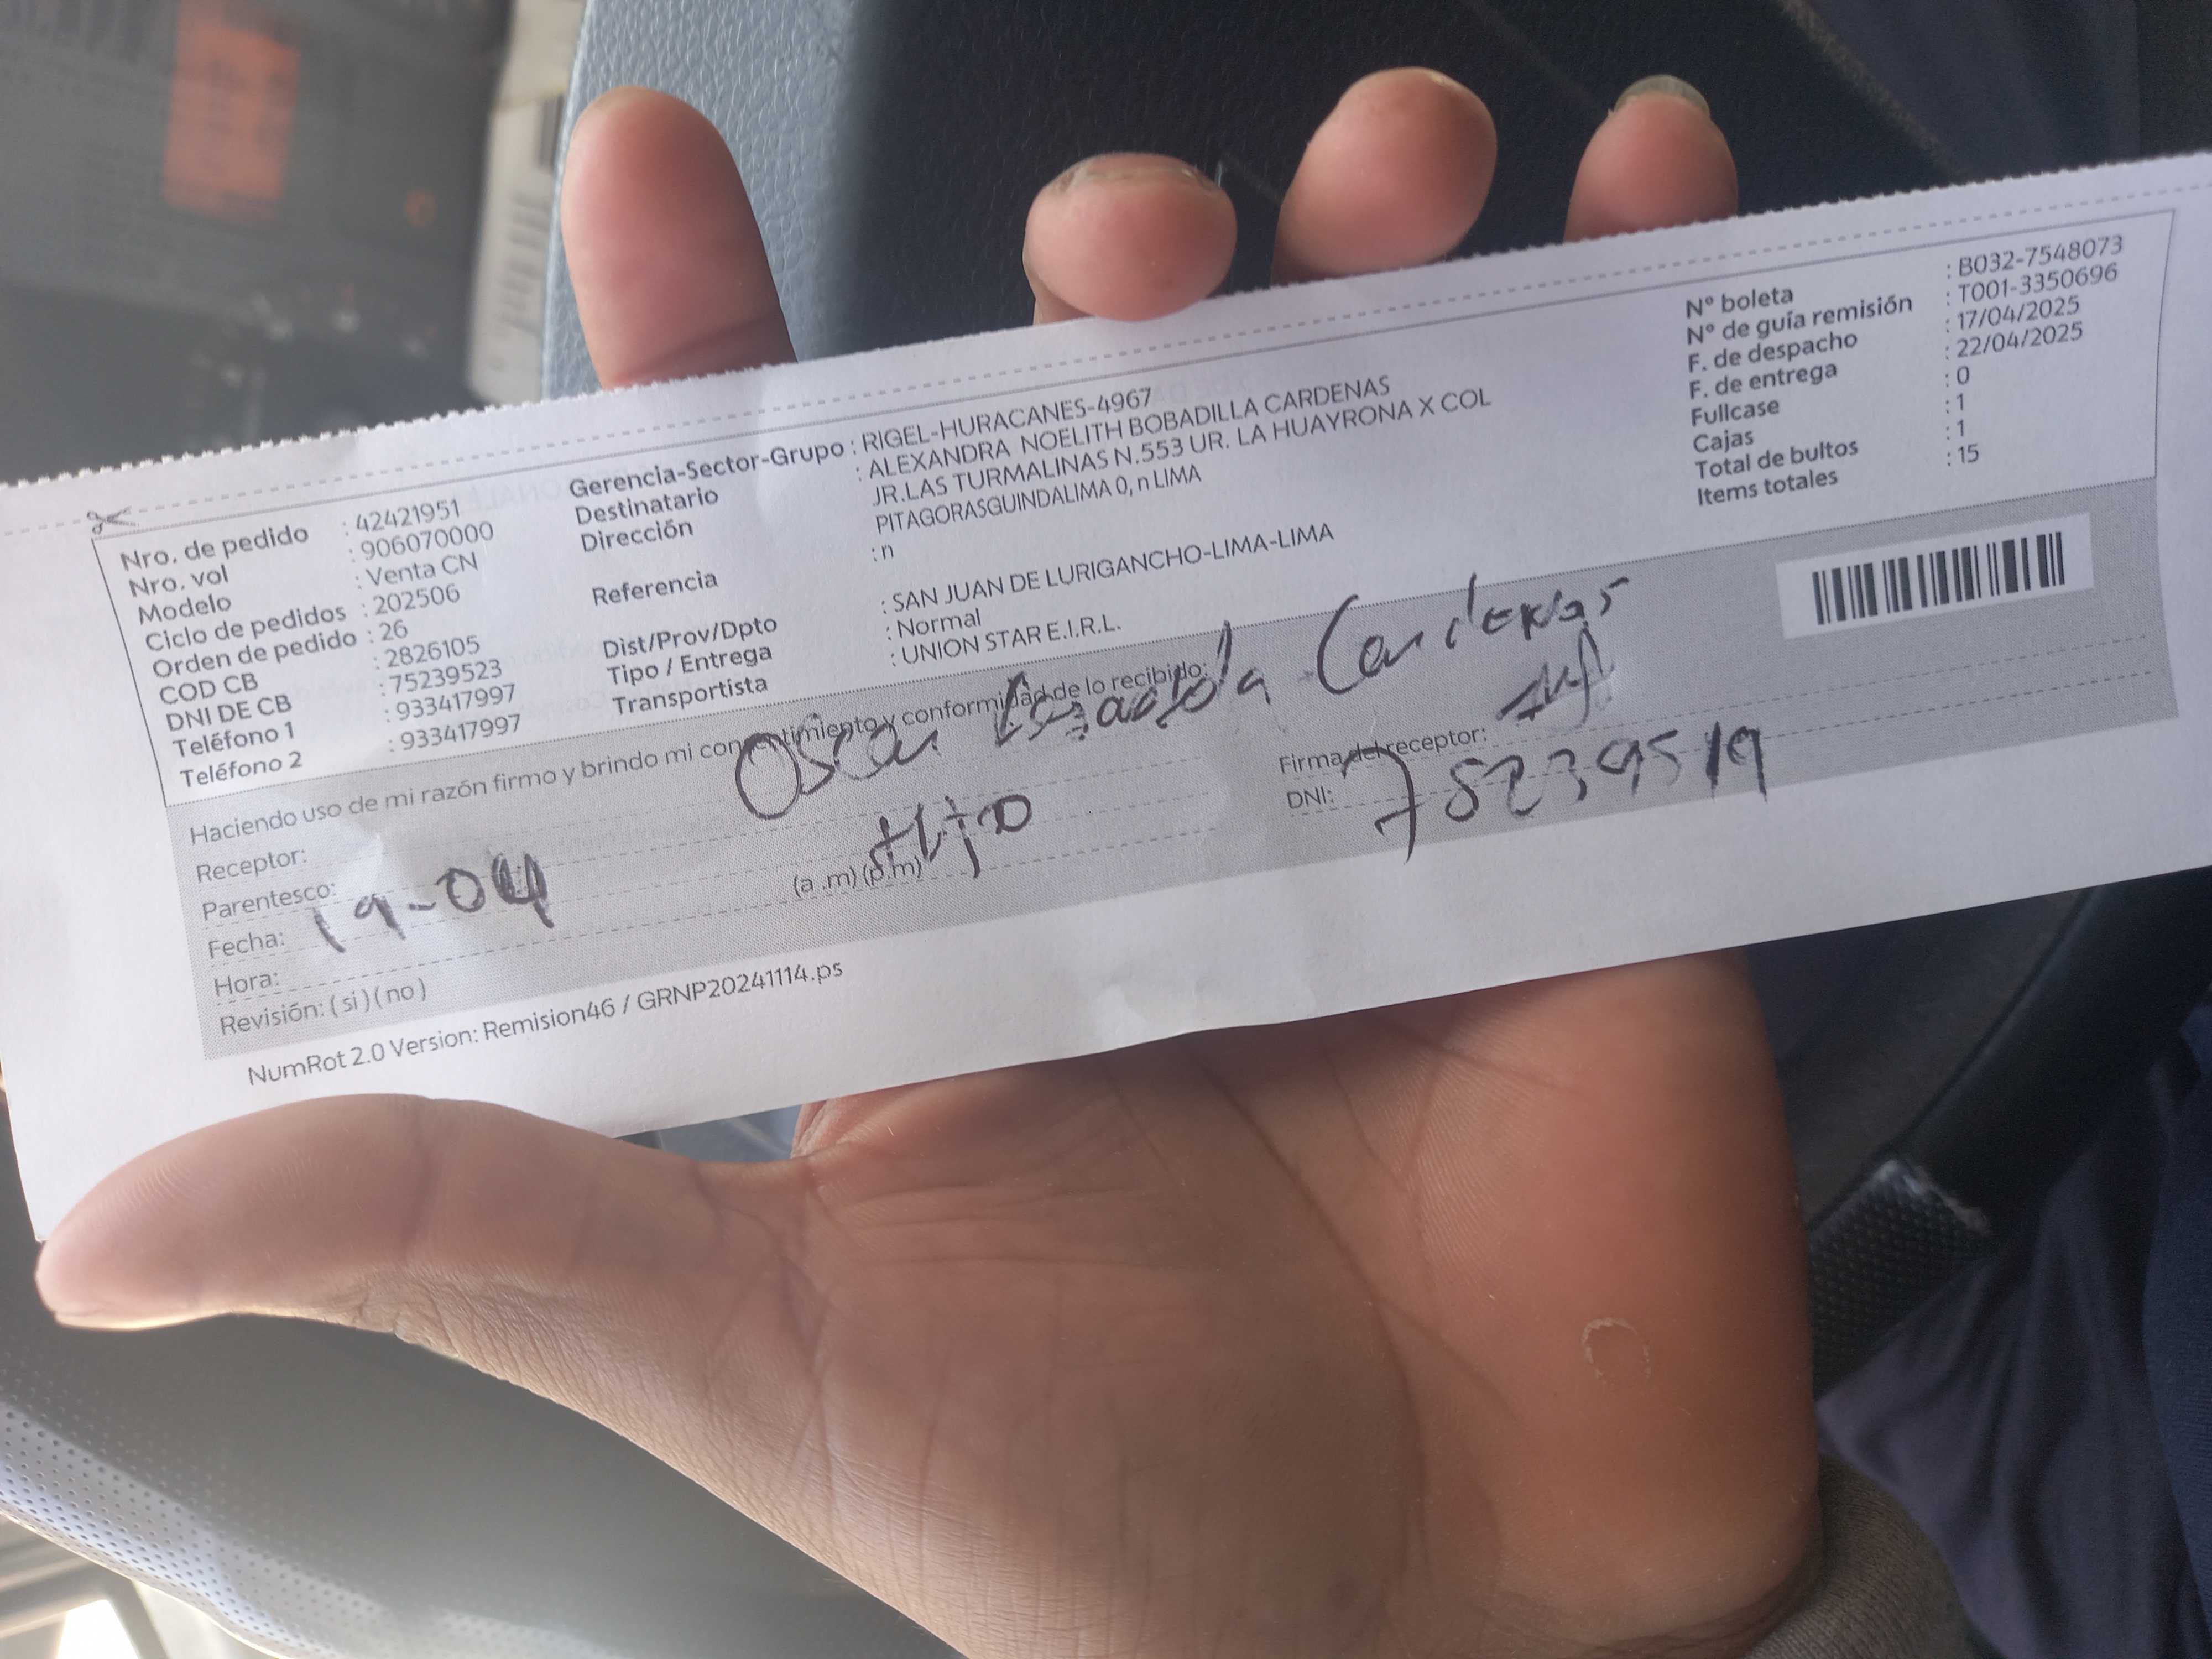 Nro. de pedido : 42421951
Nro. vol : 906070000
Modelo : Venta CN
Ciclo de pedidos : 202506
Orden de pedido : 26
COD CB : 2826105
DNI DE CB : 75239523
Teléfono 1 : 933417997
Teléfono 2 : 933417997
Gerencia-Sector-Grupo : RIGEL-HURACANES-4967
Destinatario : ALEXANDRA NOELITH BOBADILLA CARDENAS
Dirección JR.LAS TURMALINAS N.553 UR. LA HUAYRONA X COL
PITAGORASGUINDALIMA 0, n LIMA
Referencia : n
Dist/Prov/Dpto : SAN JUAN DE LURIGANCHO-LIMA-LIMA
Tipo / Entrega : Normal
Transportista : UNION STAR E.I.R.L.
N° boleta : B032-7548073
N° de guía remisión : T001-3350696
F. de despacho : 17/04/2025
F. de entrega : 22/04/2025
Fullcase : 0
Cajas : 1
Total de bultos : 1
Items totales : 15
Haciendo uso de mi razón firmo y brindo mi consentimiento y conformidad de lo recibido:
Receptor: Oscar Cardenas
Parentesco: Hijo
Fecha: 19-04
Hora: (a .m) (p.m)
Revisión: ( si ) ( no )
Firma del receptor:
DNI:
NumRot 2.0 Version: Remision46 / GRNP20241114.ps